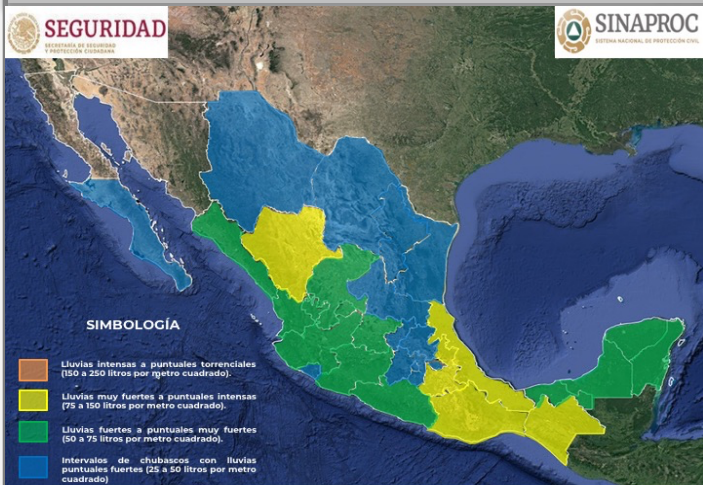 SEGURIDAD
SECRETARÍA DE SEGURIDAD
Y PROTECCIÓN CIUDADANA
SINAPROC
SISTEMA NACIONAL DE PROTECCIÓN CIVIL
SIMBOLOGÍA
Lluvias intensas a puntuales torrenciales
(150 a 250 litros por metro cuadrado).
Lluvias muy fuertes a puntuales intensas
(75 a 150 litros por metro cuadrado).
Lluvias fuertes a puntuales muy fuertes
(50 a 75 litros por metro cuadrado).
Intervalos de chubascos con lluvias
puntuales fuertes (25 a 50 litros por metro
cuadrado)